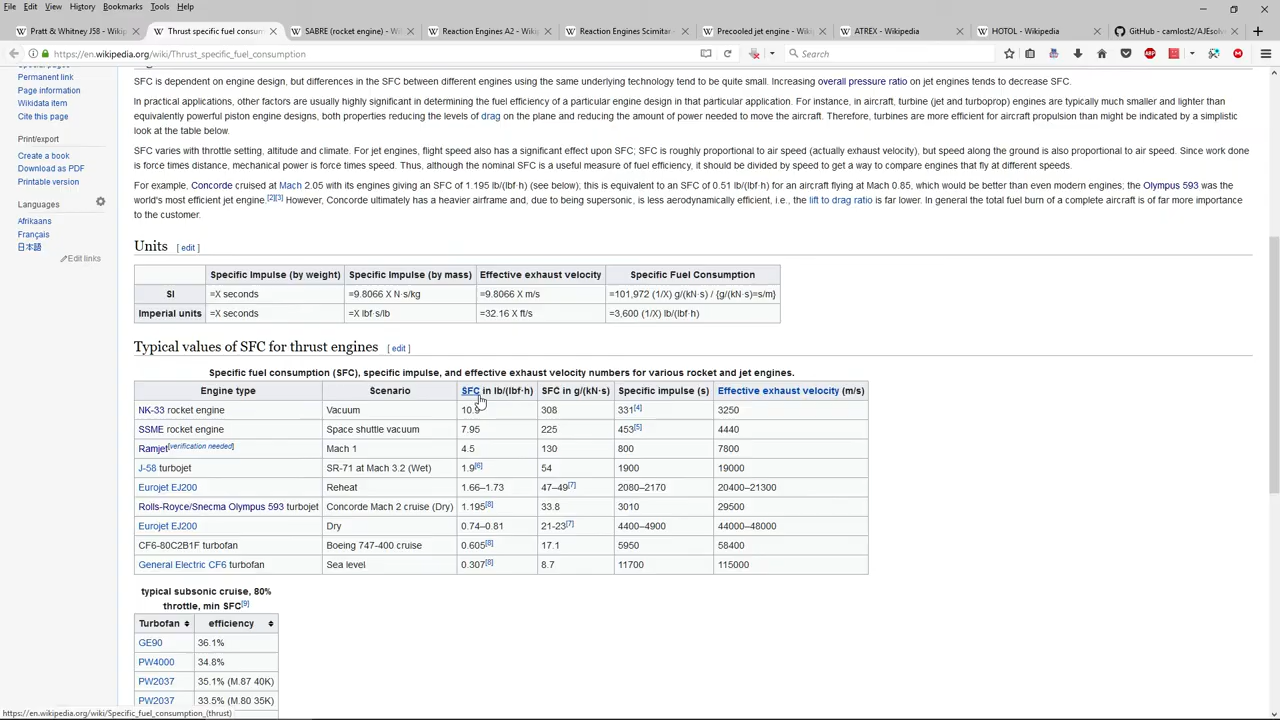 File Edit View History Bookmarks Tools Help
Pratt & Whitney J58 - Wikip
Thrust specific fuel consum
SABRE (rocket engine) - Wi
Reaction Engines A2 - Wikip
Reaction Engines Scimitar
Precooled jet engine - Wikip
ATREX - Wikipedia
HOTOL - Wikipedia
GitHub - camlost2/AJEsolv
https://en.wikipedia.org/wiki/Thrust_specific_fuel_consumption
Search
Permanent link
Page information
Wikidata item
Cite this page
Print/export
Create a book
Download as PDF
Printable version
Languages
Afrikaans
Français
日本語
Edit links
SFC is dependent on engine design, but differences in the SFC between different engines using the same underlying technology tend to be quite small. Increasing overall pressure ratio on jet engines tends to decrease SFC.
In practical applications, other factors are usually highly significant in determining the fuel efficiency of a particular engine design in that particular application. For instance, in aircraft, turbine (jet and turboprop) engines are typically much smaller and lighter than
equivalently powerful piston engine designs, both properties reducing the levels of drag on the plane and reducing the amount of power needed to move the aircraft. Therefore, turbines are more efficient for aircraft propulsion than might be indicated by a simplistic
look at the table below.
SFC varies with throttle setting, altitude and climate. For jet engines, flight speed also has a significant effect upon SFC; SFC is roughly proportional to air speed (actually exhaust velocity), but speed along the ground is also proportional to air speed. Since work done
is force times distance, mechanical power is force times speed. Thus, although the nominal SFC is a useful measure of fuel efficiency, it should be divided by speed to get a way to compare engines that fly at different speeds.
For example, Concorde cruised at Mach 2.05 with its engines giving an SFC of 1.195 lb/(lbf·h) (see below); this is equivalent to an SFC of 0.51 lb/(lbf·h) for an aircraft flying at Mach 0.85, which would be better than even modern engines; the Olympus 593 was the
world's most efficient jet engine.[2][3] However, Concorde ultimately has a heavier airframe and, due to being supersonic, is less aerodynamically efficient, i.e., the lift to drag ratio is far lower. In general the total fuel burn of a complete aircraft is of far more importance
to the customer.
Units [ edit ]
Specific Impulse (by weight) Specific Impulse (by mass) Effective exhaust velocity Specific Fuel Consumption
SI =X seconds =9.8066 X N·s/kg =9.8066 X m/s =101,972 (1/X) g/(kN·s) / {g/(kN·s)=s/m}
Imperial units =X seconds =X lbf·s/lb =32.16 X ft/s =3,600 (1/X) lb/(lbf·h)
Typical values of SFC for thrust engines [ edit ]
Specific fuel consumption (SFC), specific impulse, and effective exhaust velocity numbers for various rocket and jet engines.
Engine type Scenario SFC in lb/(lbf·h) SFC in g/(kN·s) Specific impulse (s) Effective exhaust velocity (m/s)
NK-33 rocket engine Vacuum 10.9 308 331[4] 3250
SSME rocket engine Space shuttle vacuum 7.95 225 453[5] 4440
Ramjet[verification needed] Mach 1 4.5 130 800 7800
J-58 turbojet SR-71 at Mach 3.2 (Wet) 1.9[6] 54 1900 19000
Eurojet EJ200 Reheat 1.66–1.73 47–49[7] 2080–2170 20400–21300
Rolls-Royce/Snecma Olympus 593 turbojet Concorde Mach 2 cruise (Dry) 1.195[8] 33.8 3010 29500
Eurojet EJ200 Dry 0.74–0.81 21-23[7] 4400–4900 44000–48000
CF6-80C2B1F turbofan Boeing 747-400 cruise 0.605[8] 17.1 5950 58400
General Electric CF6 turbofan Sea level 0.307[8] 8.7 11700 115000
typical subsonic cruise, 80%
throttle, min SFC[9]
Turbofan efficiency
GE90 36.1%
PW4000 34.8%
PW2037 35.1% (M.87 40K)
PW2037 33.5% (M.80 35K)
https://en.wikipedia.org/wiki/Specific_fuel_consumption_(thrust)